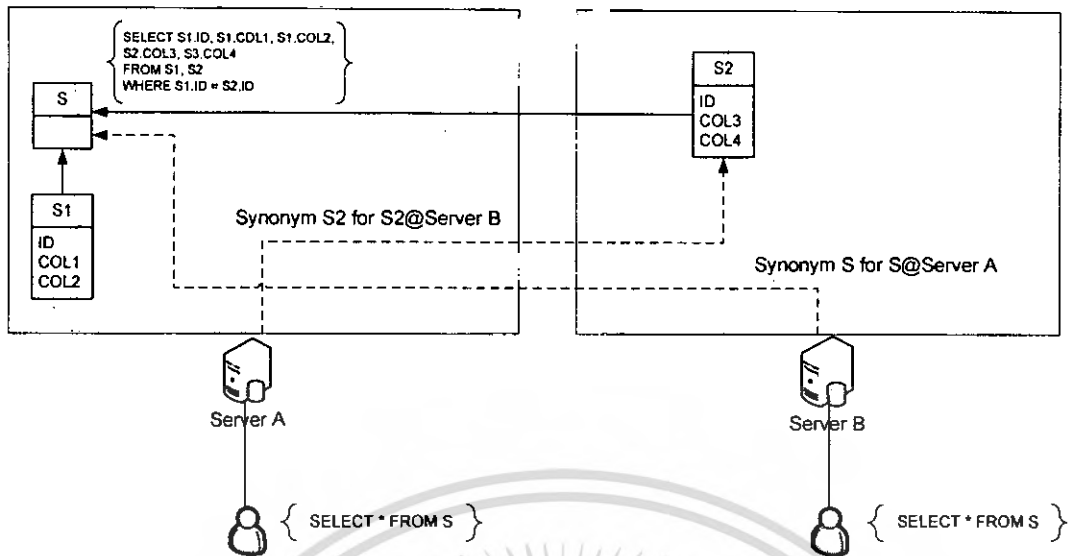 SELECT S1.ID, S1.COL1, S1.COL2,
S2.COL3, S3.COL4
FROM S1, S2
WHERE S1.ID = S2.ID
S
S1
ID
COL1
COL2
S2
ID
COL3
COL4
Synonym S2 for S2@Server B
Synonym S for S@Server A
Server A
Server B
{ SELECT * FROM S }
{ SELECT * FROM S }